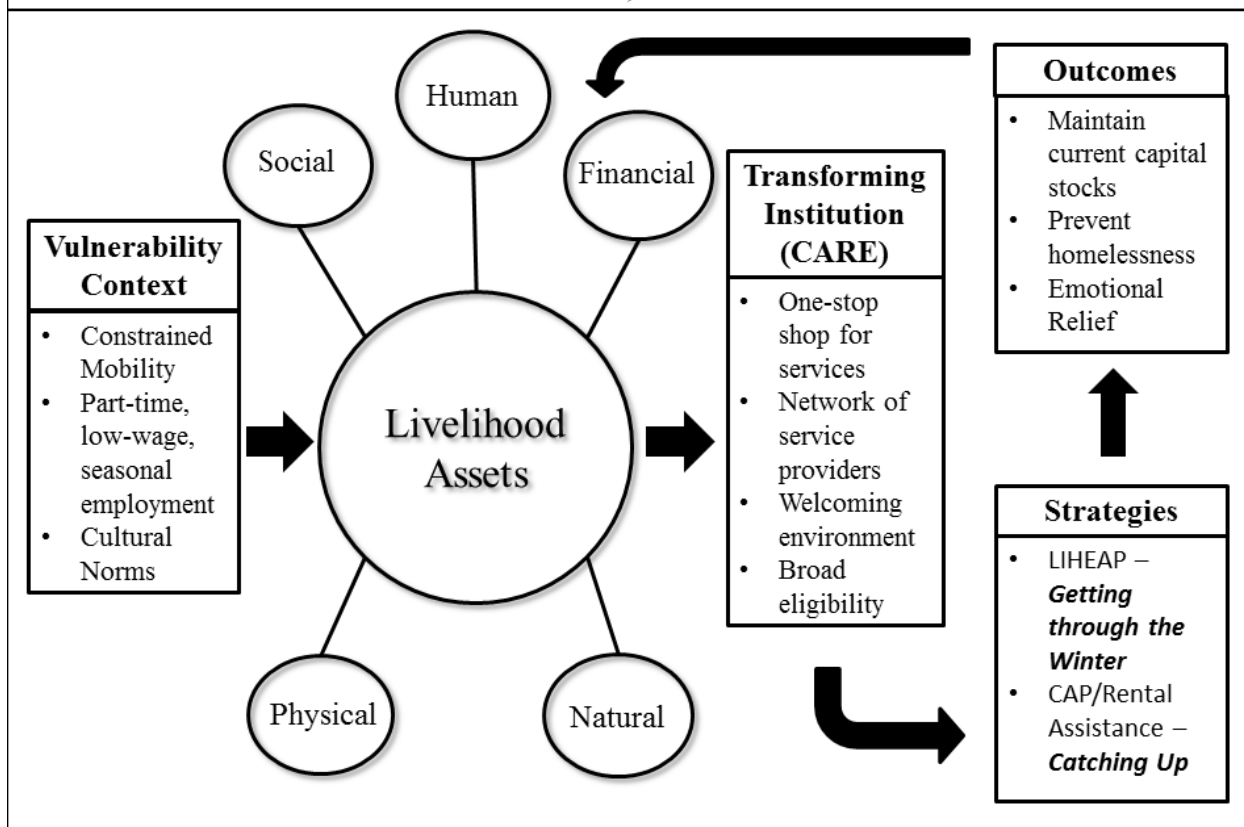 Vulnerability
Context
• Constrained
Mobility
• Part-time,
low-wage,
seasonal
employment
• Cultural
Norms
Social
Human
Financial
Livelihood
Assets
Physical
Natural
Transforming
Institution
(CARE)
• One-stop
shop for
services
• Network of
service
providers
• Welcoming
environment
• Broad
eligibility
Outcomes
• Maintain
current capital
stocks
• Prevent
homelessness
• Emotional
Relief
Strategies
• LIHEAP –
Getting
through the
Winter
• CAP/Rental
Assistance –
Catching Up